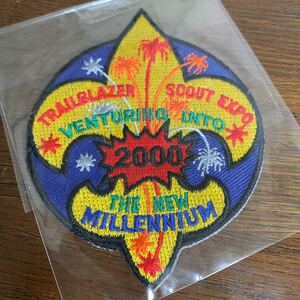 TRAILBLAZER SCOUT EXPO
VENTURING INTO
2000
THE NEW
MILLENNIUM